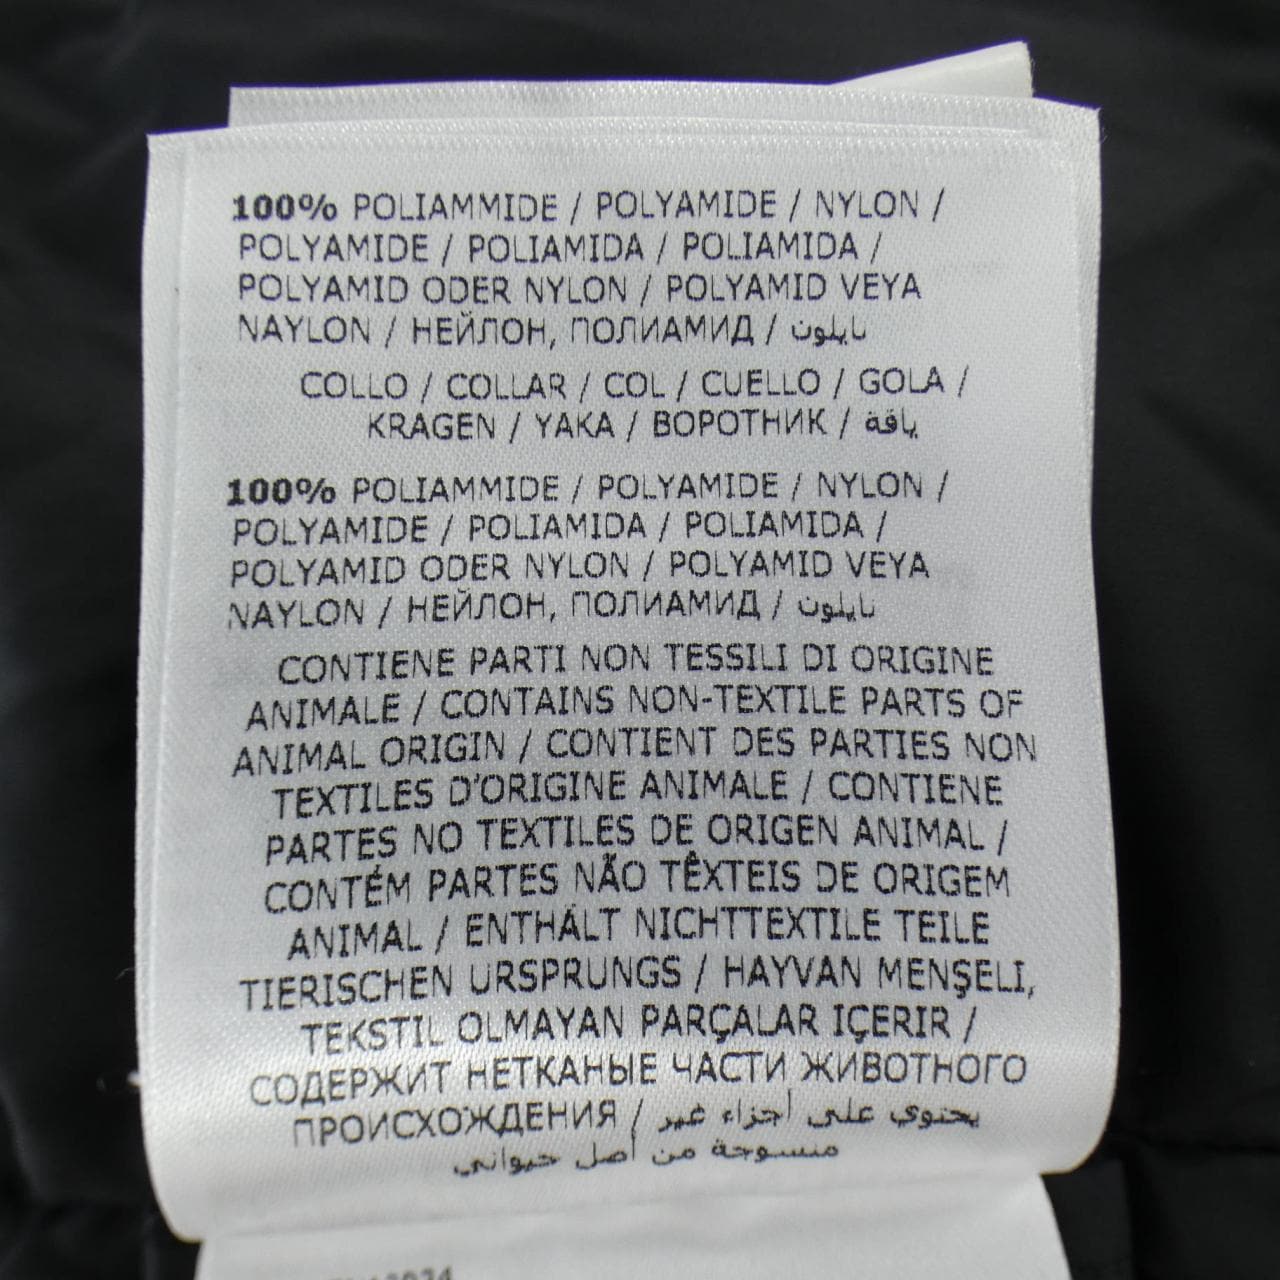 100% POLIAMMIDE / POLYAMIDE / NYLON /
POLYAMIDE / POLIAMIDA / POLIAMIDA /
POLYAMID ODER NYLON / POLYAMID VEYA
NAYLON / НЕЙЛОН, ПОЛИАМИД / نايلون
COLLO / COLLAR / COL / CUELLO / GOLA /
KRAGEN / YAKA / ВОРОТНИК / ياقة
100% POLIAMMIDE / POLYAMIDE / NYLON /
POLYAMIDE / POLIAMIDA / POLIAMIDA /
POLYAMID ODER NYLON / POLYAMID VEYA
NAYLON / НЕЙЛОН, ПОЛИАМИД / نايلون
CONTIENE PARTI NON TESSILI DI ORIGINE
ANIMALE / CONTAINS NON-TEXTILE PARTS OF
ANIMAL ORIGIN / CONTIENT DES PARTIES NON
TEXTILES D'ORIGINE ANIMALE / CONTIENE
PARTES NO TEXTILES DE ORIGEN ANIMAL /
CONTÉM PARTES NÃO TÊXTEIS DE ORIGEM
ANIMAL / ENTHÄLT NICHTTEXTILE TEILE
TIERISCHEN URSPRUNGS / HAYVAN MENŞELİ,
TEKSTİL OLMAYAN PARÇALAR İÇERİR /
СОДЕРЖИТ НЕТКАНЫЕ ЧАСТИ ЖИВОТНОГО
ПРОИСХОЖДЕНИЯ / يحتوي على أجزاء غير
منسوجة من أصل حيواني